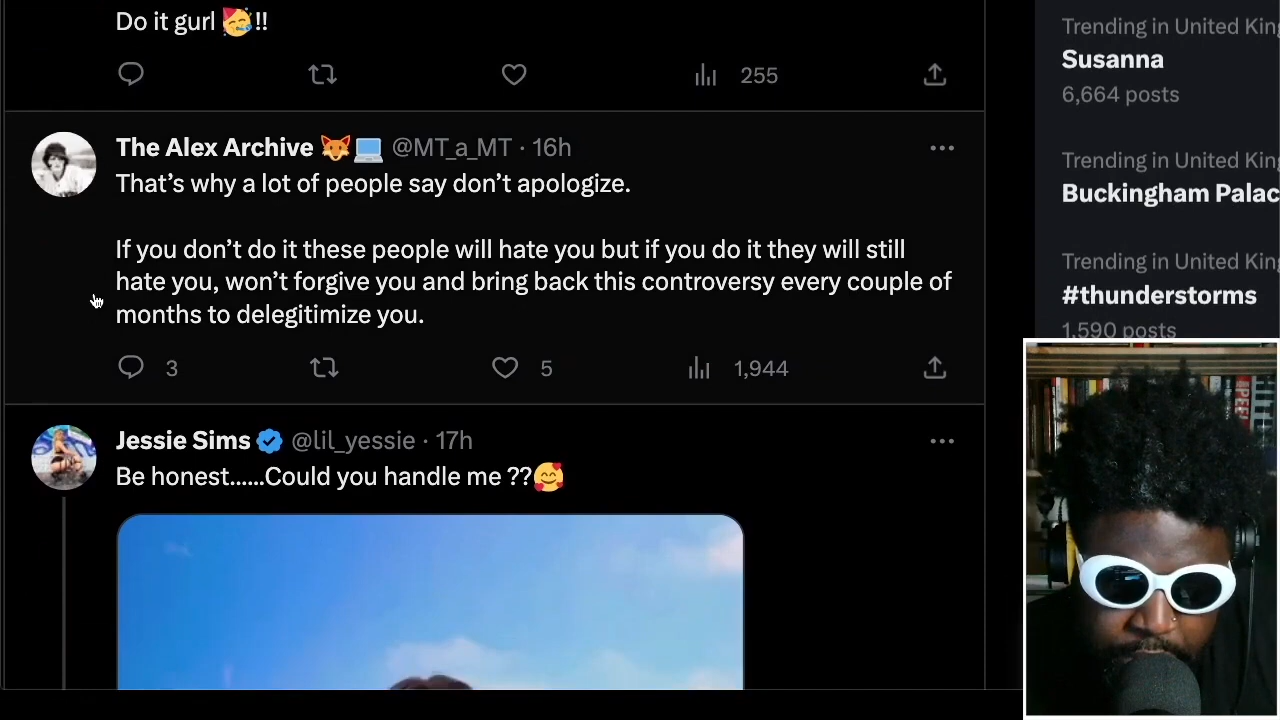 Do it gurl 🥳!!
255
The Alex Archive 🦊💻 @MT_a_MT · 16h
That’s why a lot of people say don’t apologize.
If you don’t do it these people will hate you but if you do it they will still
hate you, won’t forgive you and bring back this controversy every couple of
months to delegitimize you.
3 5 1,944
Jessie Sims @lil_yessie · 17h
Be honest......Could you handle me ??🥰
Trending in United King
Susanna
6,664 posts
Trending in United King
Buckingham Palac
Trending in United King
#thunderstorms
1,590 posts